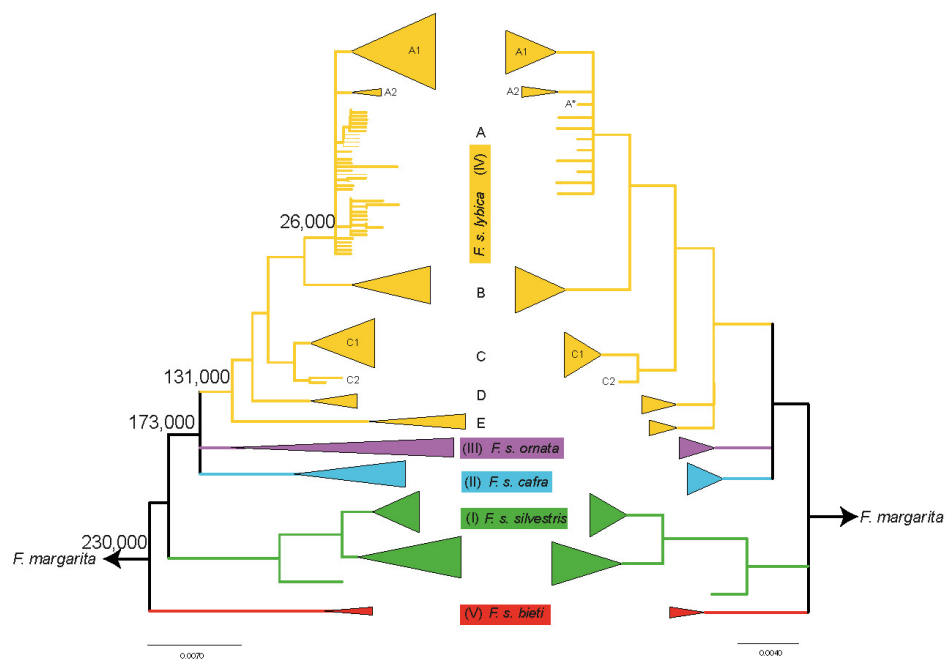 A1
A1
A2
A2
A*
A
F. s. lybica (IV)
26,000
B
C1
C
C1
C2
C2
131,000
D
173,000
E
(III) F. s. ornata
(II) F. s. cafra
(I) F. s. silvestris
F. margarita
230,000
F. margarita
(V) F. s. bieti
0.0070
0.0040